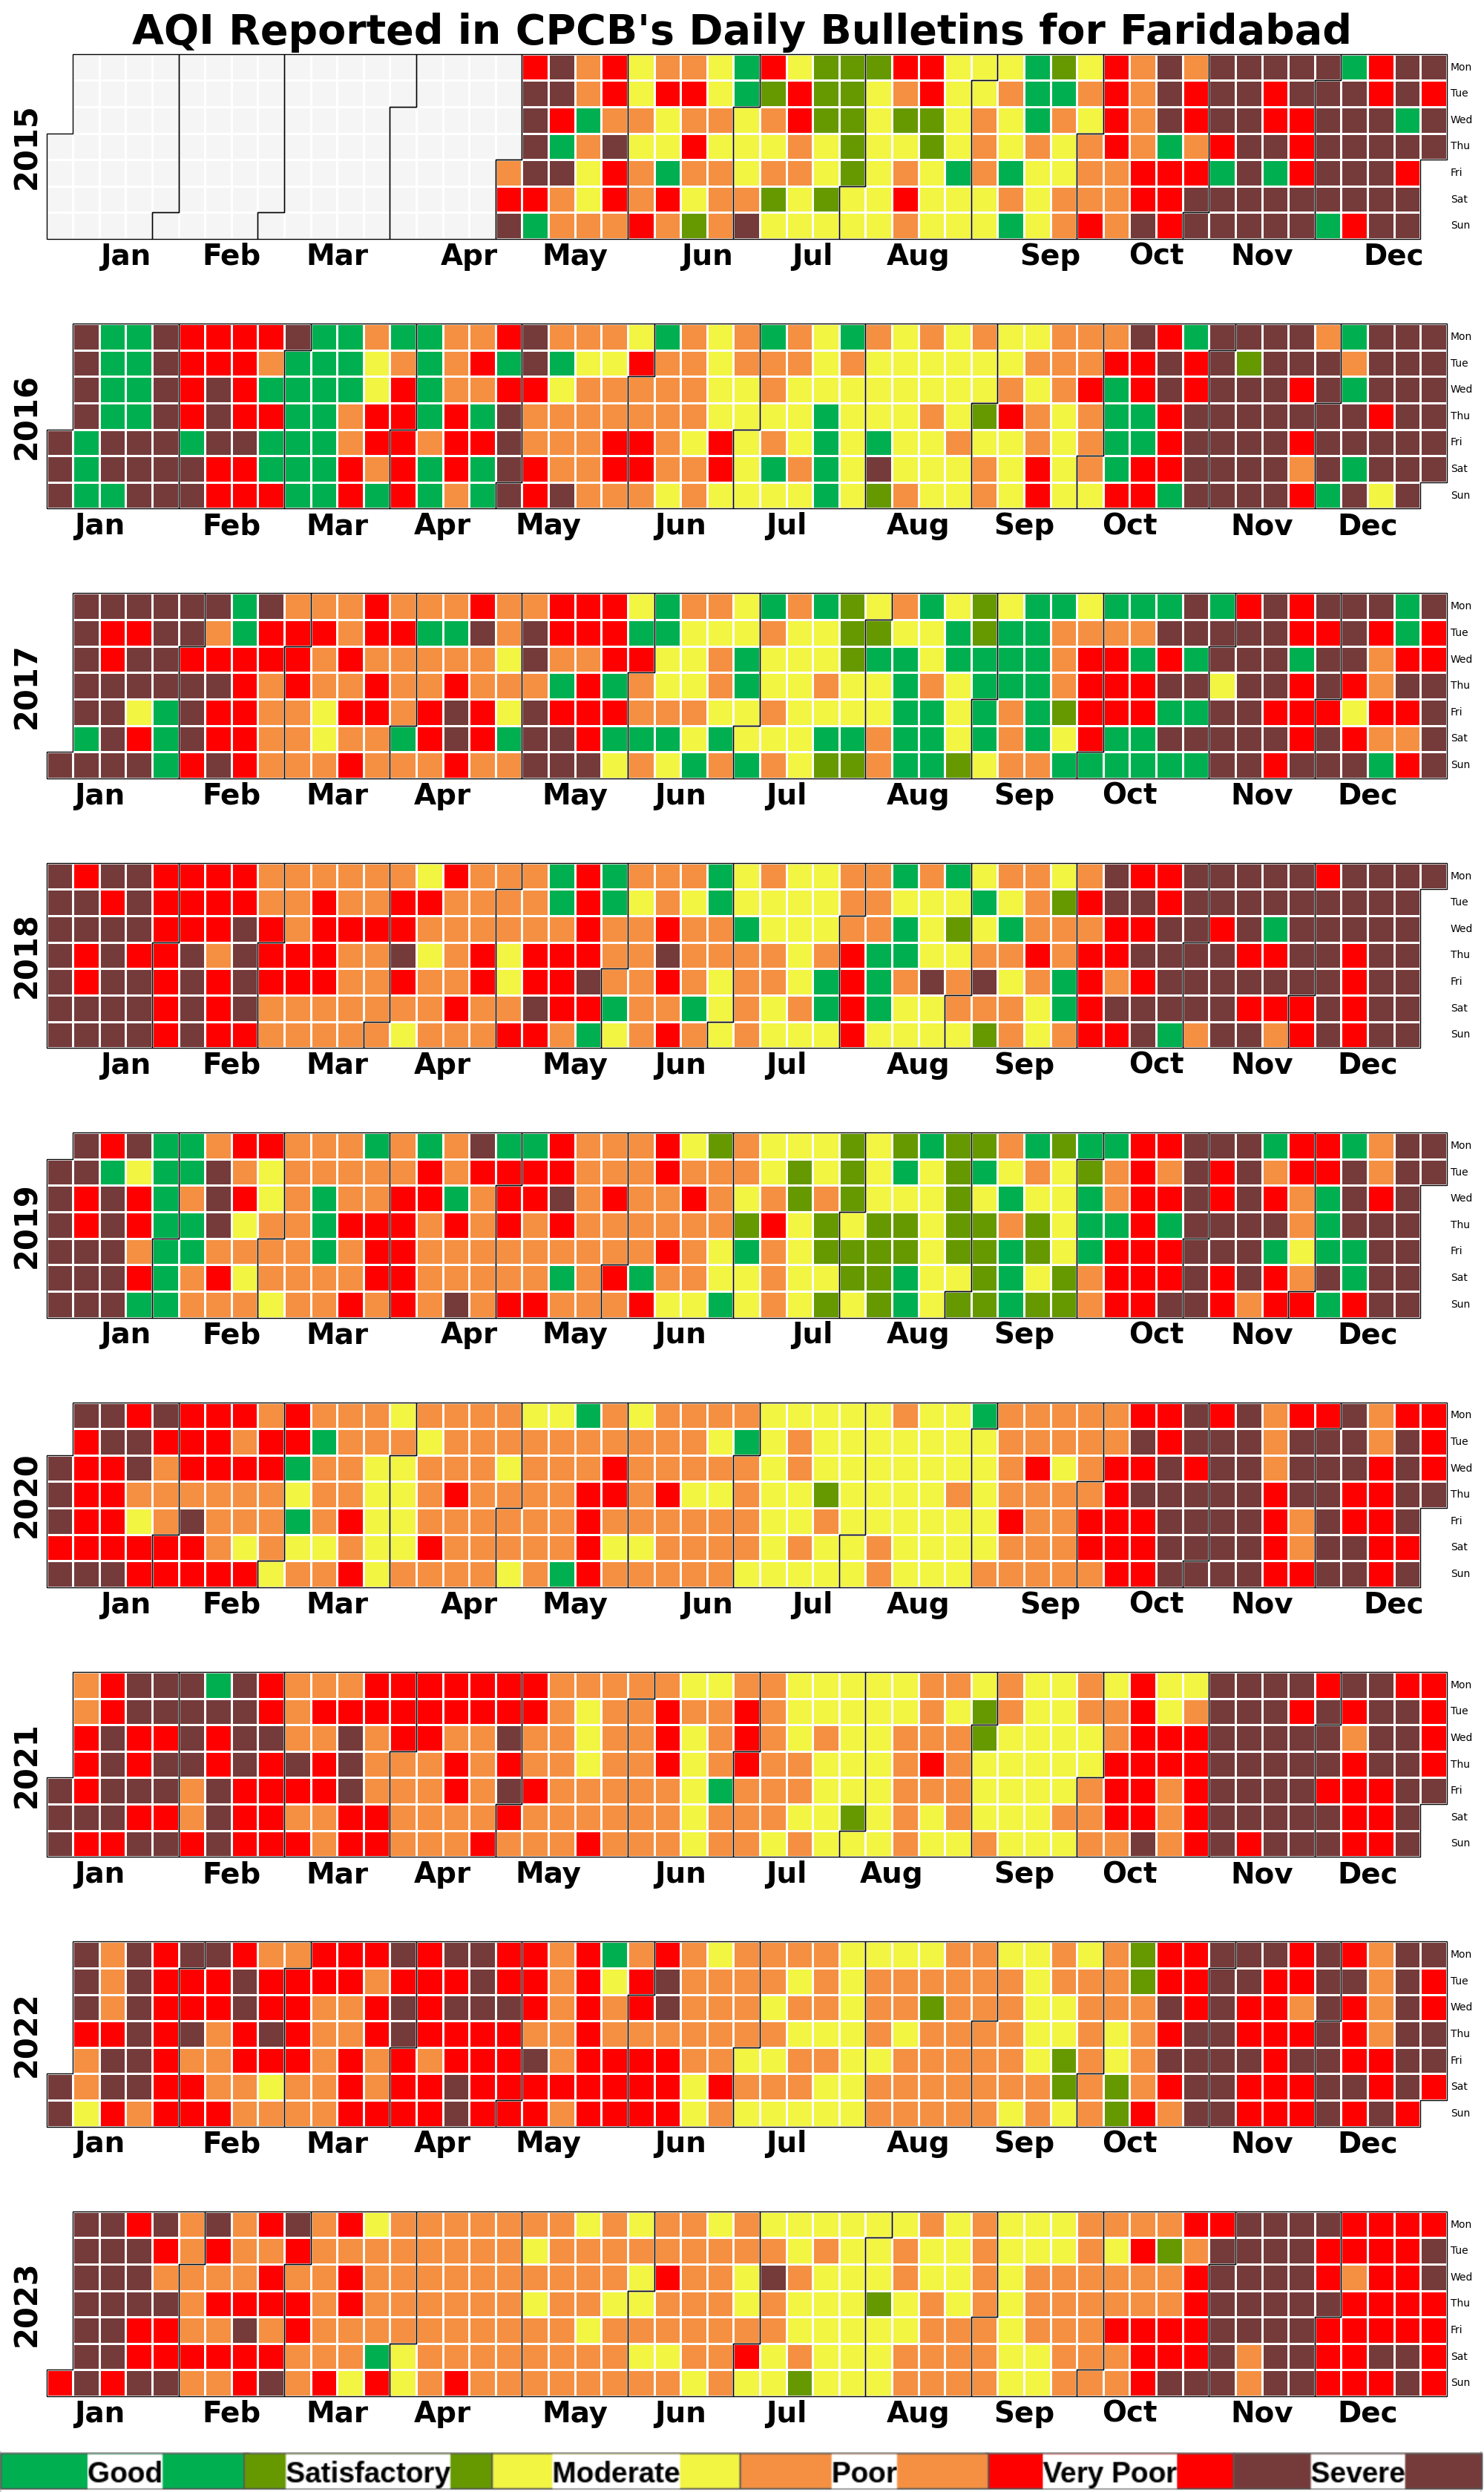 AQI Reported in CPCB's Daily Bulletins for Faridabad
2015
Mon
Tue
Wed
Thu
Fri
Sat
Sun
Jan Feb Mar Apr May Jun Jul Aug Sep Oct Nov Dec
2016
Mon
Tue
Wed
Thu
Fri
Sat
Sun
Jan Feb Mar Apr May Jun Jul Aug Sep Oct Nov Dec
2017
Mon
Tue
Wed
Thu
Fri
Sat
Sun
Jan Feb Mar Apr May Jun Jul Aug Sep Oct Nov Dec
2018
Mon
Tue
Wed
Thu
Fri
Sat
Sun
Jan Feb Mar Apr May Jun Jul Aug Sep Oct Nov Dec
2019
Mon
Tue
Wed
Thu
Fri
Sat
Sun
Jan Feb Mar Apr May Jun Jul Aug Sep Oct Nov Dec
2020
Mon
Tue
Wed
Thu
Fri
Sat
Sun
Jan Feb Mar Apr May Jun Jul Aug Sep Oct Nov Dec
2021
Mon
Tue
Wed
Thu
Fri
Sat
Sun
Jan Feb Mar Apr May Jun Jul Aug Sep Oct Nov Dec
2022
Mon
Tue
Wed
Thu
Fri
Sat
Sun
Jan Feb Mar Apr May Jun Jul Aug Sep Oct Nov Dec
2023
Mon
Tue
Wed
Thu
Fri
Sat
Sun
Jan Feb Mar Apr May Jun Jul Aug Sep Oct Nov Dec
Good Satisfactory Moderate Poor Very Poor Severe